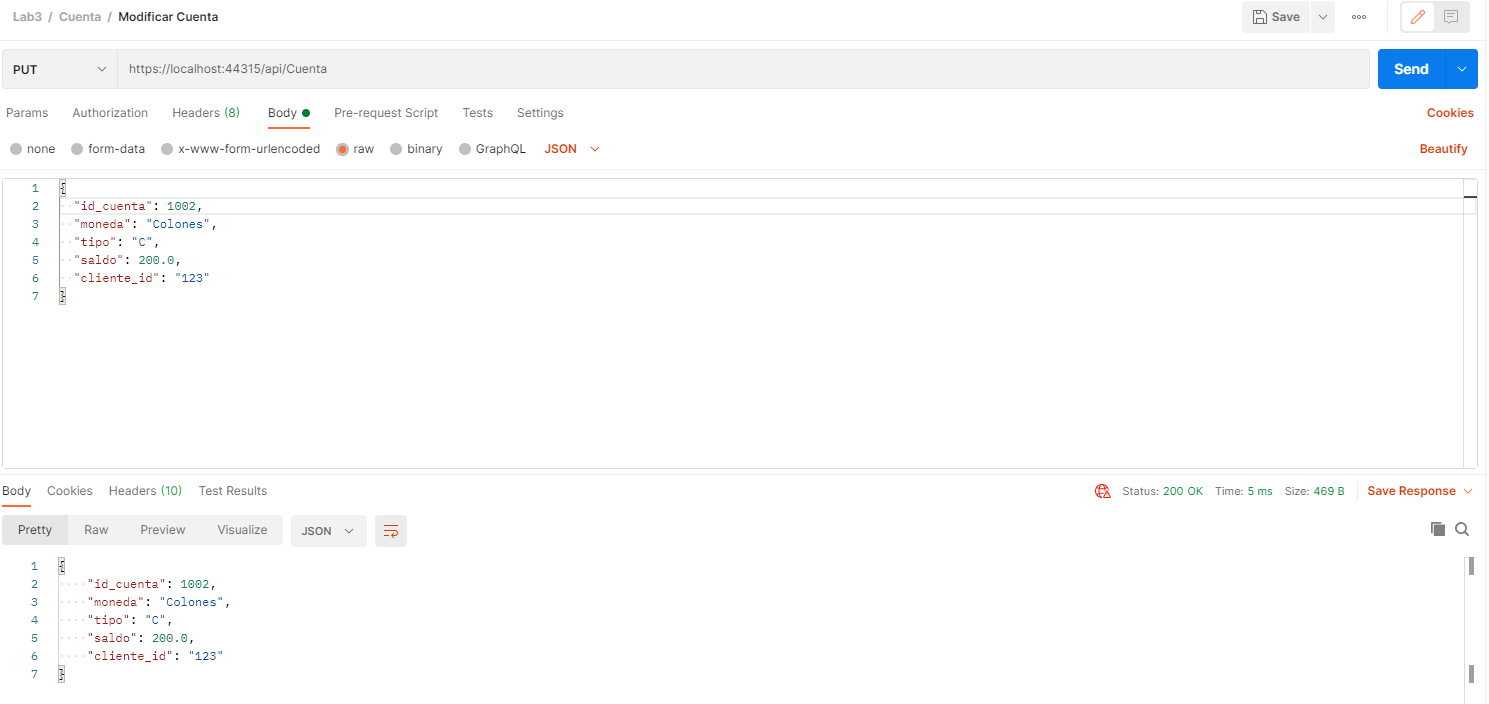 Lab3 / Cuenta / Modificar Cuenta Save
PUT https://localhost:44315/api/Cuenta Send
Params Authorization Headers (8) Body Pre-request Script Tests Settings Cookies
none form-data x-www-form-urlencoded raw binary GraphQL JSON Beautify
1 {
2 "id_cuenta": 1002,
3 "moneda": "Colones",
4 "tipo": "C",
5 "saldo": 200.0,
6 "cliente_id": "123"
7 }
Body Cookies Headers (10) Test Results Status: 200 OK Time: 5 ms Size: 469 B Save Response
Pretty Raw Preview Visualize JSON
1 {
2 "id_cuenta": 1002,
3 "moneda": "Colones",
4 "tipo": "C",
5 "saldo": 200.0,
6 "cliente_id": "123"
7 }